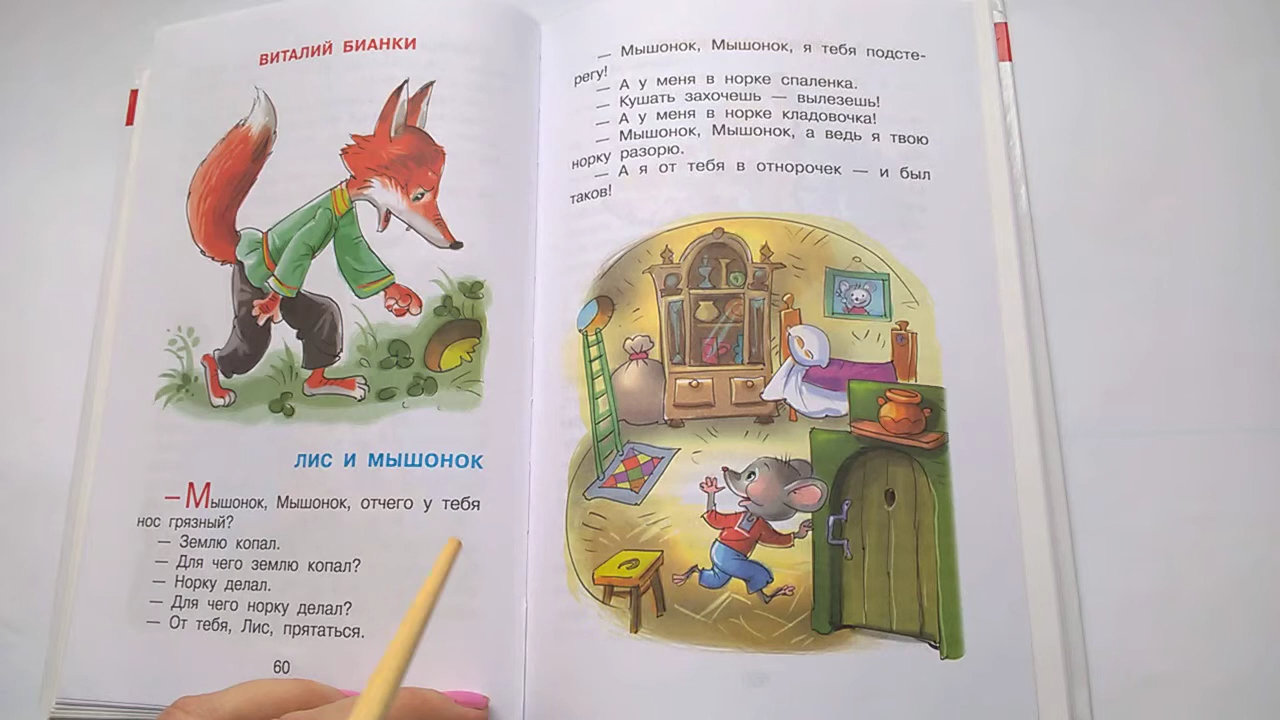 ВИТАЛИЙ БИАНКИ
ЛИС И МЫШОНОК
– Мышонок, Мышонок, отчего у тебя
нос грязный?
— Землю копал.
— Для чего землю копал?
— Норку делал.
— Для чего норку делал?
— От тебя, Лис, прятаться.
60
— Мышонок, Мышонок, я тебя подсте-
регу!
— А у меня в норке спаленка.
— Кушать захочешь — вылезешь!
— А у меня в норке кладовочка!
— Мышонок, Мышонок, а ведь я твою
норку разорю.
— А я от тебя в отнорочек — и был
таков!